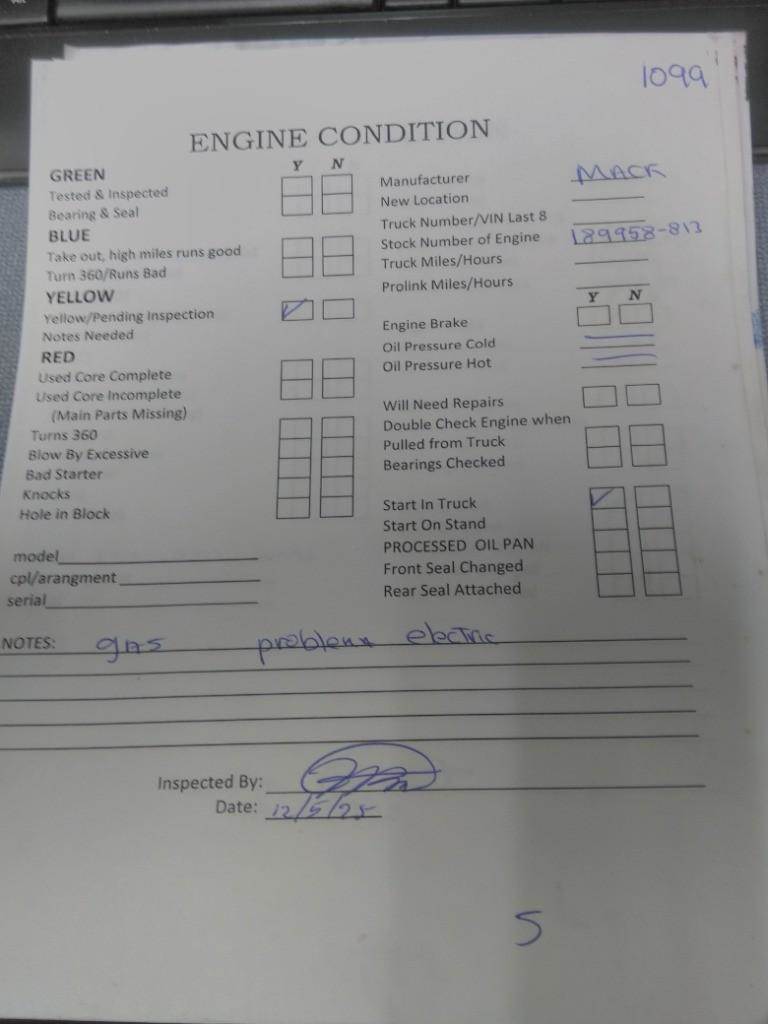 1099
ENGINE CONDITION
Y N
GREEN
Tested & Inspected
Bearing & Seal
BLUE
Take out, high miles runs good
Turn 360/Runs Bad
YELLOW
Yellow/Pending Inspection
Notes Needed
RED
Used Core Complete
Used Core Incomplete
(Main Parts Missing)
Turns 360
Blow By Excessive
Bad Starter
Knocks
Hole in Block
model
cpl/arangment
serial
Manufacturer MACK
New Location
Truck Number/VIN Last 8
Stock Number of Engine 189958-813
Truck Miles/Hours
Prolink Miles/Hours
Y N
Engine Brake
Oil Pressure Cold
Oil Pressure Hot
Will Need Repairs
Double Check Engine when
Pulled from Truck
Bearings Checked
Start In Truck
Start On Stand
PROCESSED OIL PAN
Front Seal Changed
Rear Seal Attached
NOTES: gas problem electric
Inspected By:
Date: 12/5/25
S